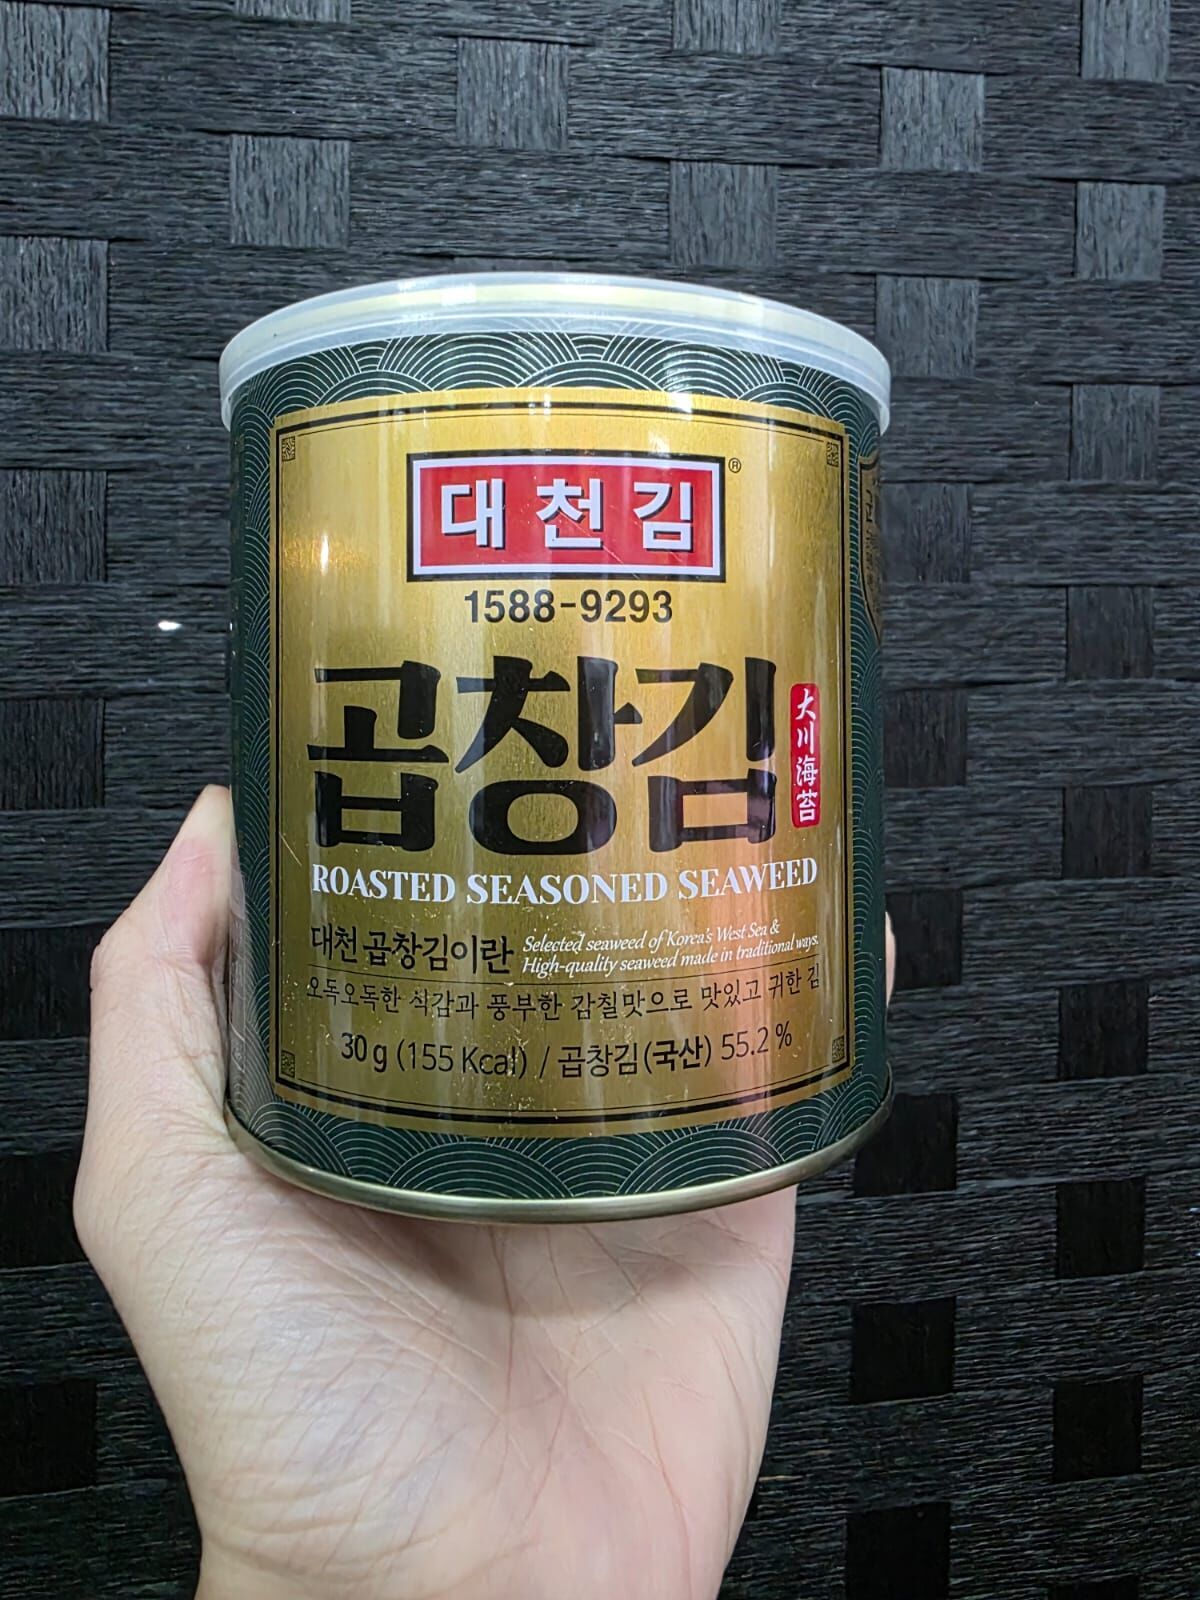 대천김
®
1588-9293
곱창김
大川海苔
ROASTED SEASONED SEAWEED
대천 곱창김이란
Selected seaweed of Korea's West Sea &
High-quality seaweed made in traditional ways.
오독오독한 식감과 풍부한 감칠맛으로 맛있고 귀한 김
30 g (155 Kcal) / 곱창김(국산) 55.2 %